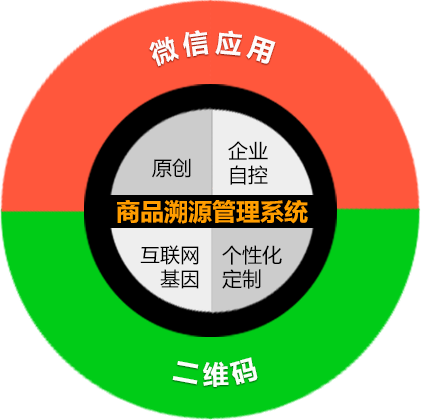 微信应用
原创
企业
自控
商品溯源管理系统
互联网
基因
个性化
定制
二维码